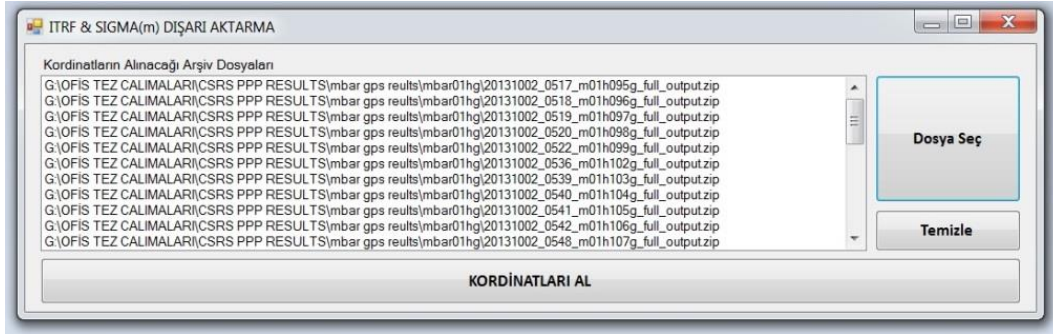 ITRF & SIGMA(m) DIŞARI AKTARMA
Kordinatların Alınacağı Arşiv Dosyaları
G:\OFİS TEZ CALIMALARI\CSRS PPP RESULTS\mbar gps reults\mbar01hg\20131002_0517_m01h095g_full_output.zip
G:\OFİS TEZ CALIMALARI\CSRS PPP RESULTS\mbar gps reults\mbar01hg\20131002_0518_m01h096g_full_output.zip
G:\OFİS TEZ CALIMALARI\CSRS PPP RESULTS\mbar gps reults\mbar01hg\20131002_0519_m01h097g_full_output.zip
G:\OFİS TEZ CALIMALARI\CSRS PPP RESULTS\mbar gps reults\mbar01hg\20131002_0520_m01h098g_full_output.zip
G:\OFİS TEZ CALIMALARI\CSRS PPP RESULTS\mbar gps reults\mbar01hg\20131002_0522_m01h099g_full_output.zip
G:\OFİS TEZ CALIMALARI\CSRS PPP RESULTS\mbar gps reults\mbar01hg\20131002_0536_m01h102g_full_output.zip
G:\OFİS TEZ CALIMALARI\CSRS PPP RESULTS\mbar gps reults\mbar01hg\20131002_0539_m01h103g_full_output.zip
G:\OFİS TEZ CALIMALARI\CSRS PPP RESULTS\mbar gps reults\mbar01hg\20131002_0540_m01h104g_full_output.zip
G:\OFİS TEZ CALIMALARI\CSRS PPP RESULTS\mbar gps reults\mbar01hg\20131002_0541_m01h105g_full_output.zip
G:\OFİS TEZ CALIMALARI\CSRS PPP RESULTS\mbar gps reults\mbar01hg\20131002_0542_m01h106g_full_output.zip
G:\OFİS TEZ CALIMALARI\CSRS PPP RESULTS\mbar gps reults\mbar01hg\20131002_0548_m01h107g_full_output.zip
Dosya Seç
Temizle
KORDİNATLARI AL